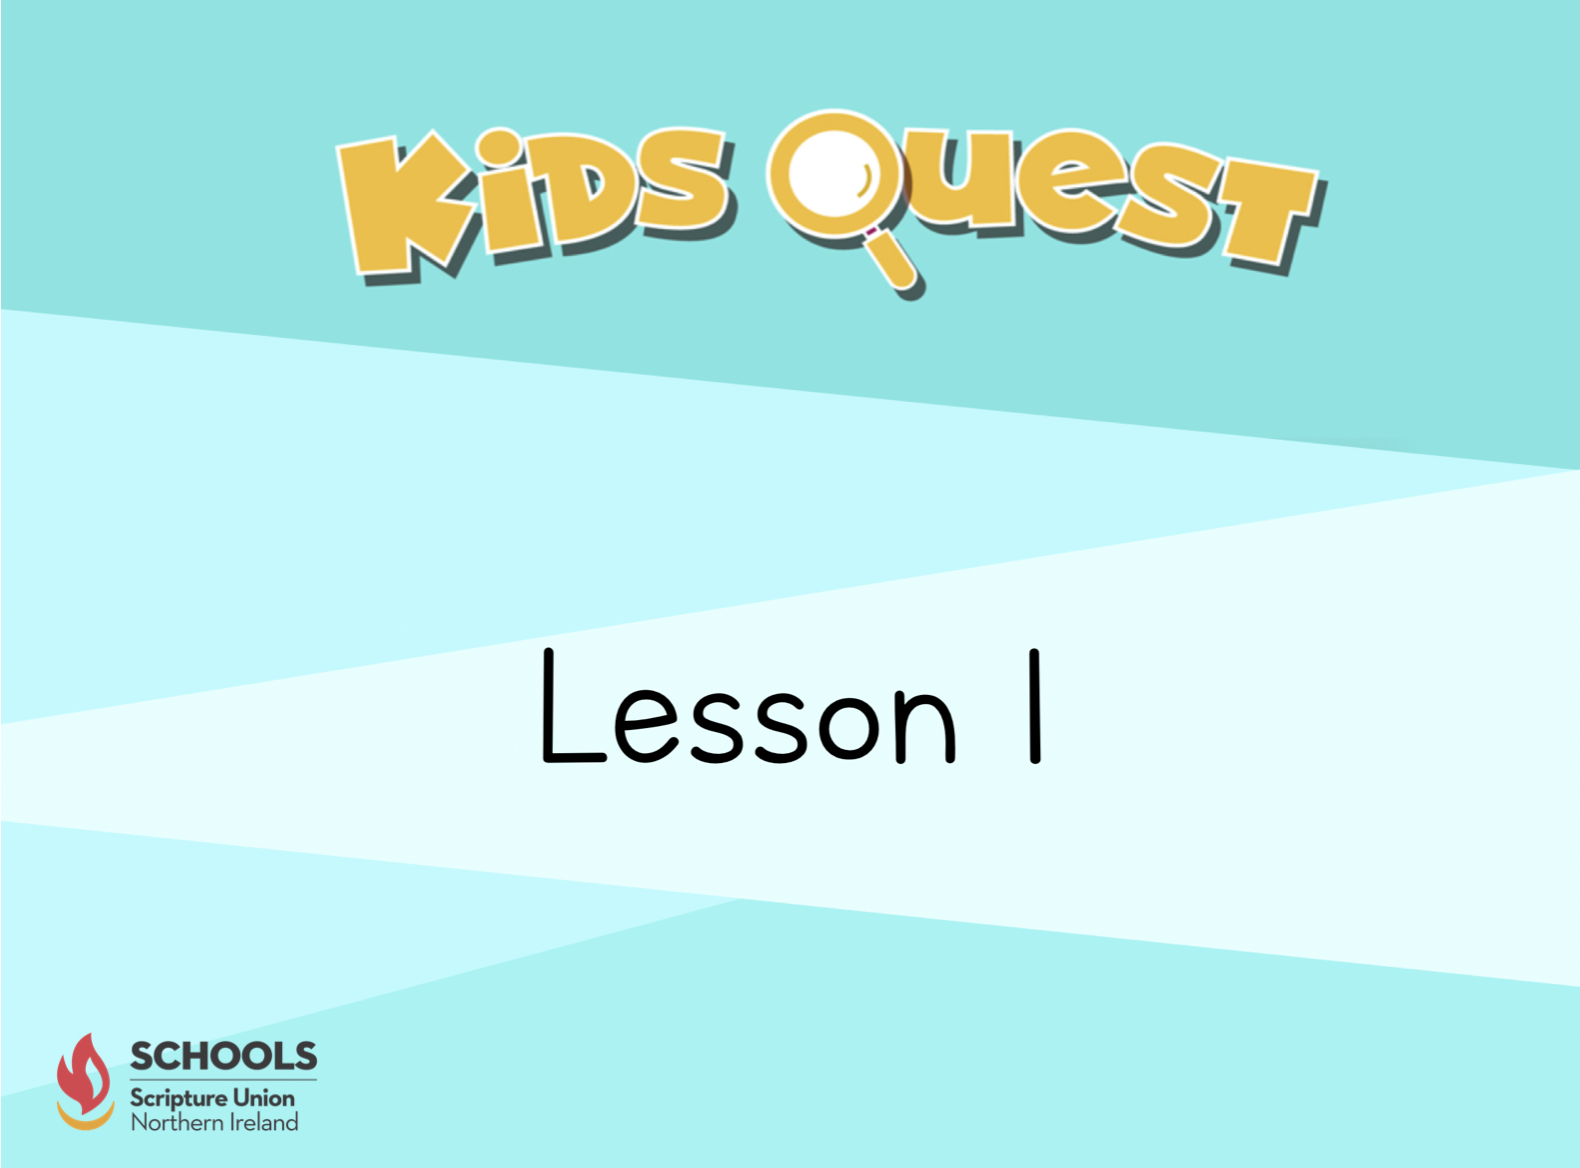 KiDS QUEST
Lesson 1
SCHOOLS
Scripture Union
Northern Ireland